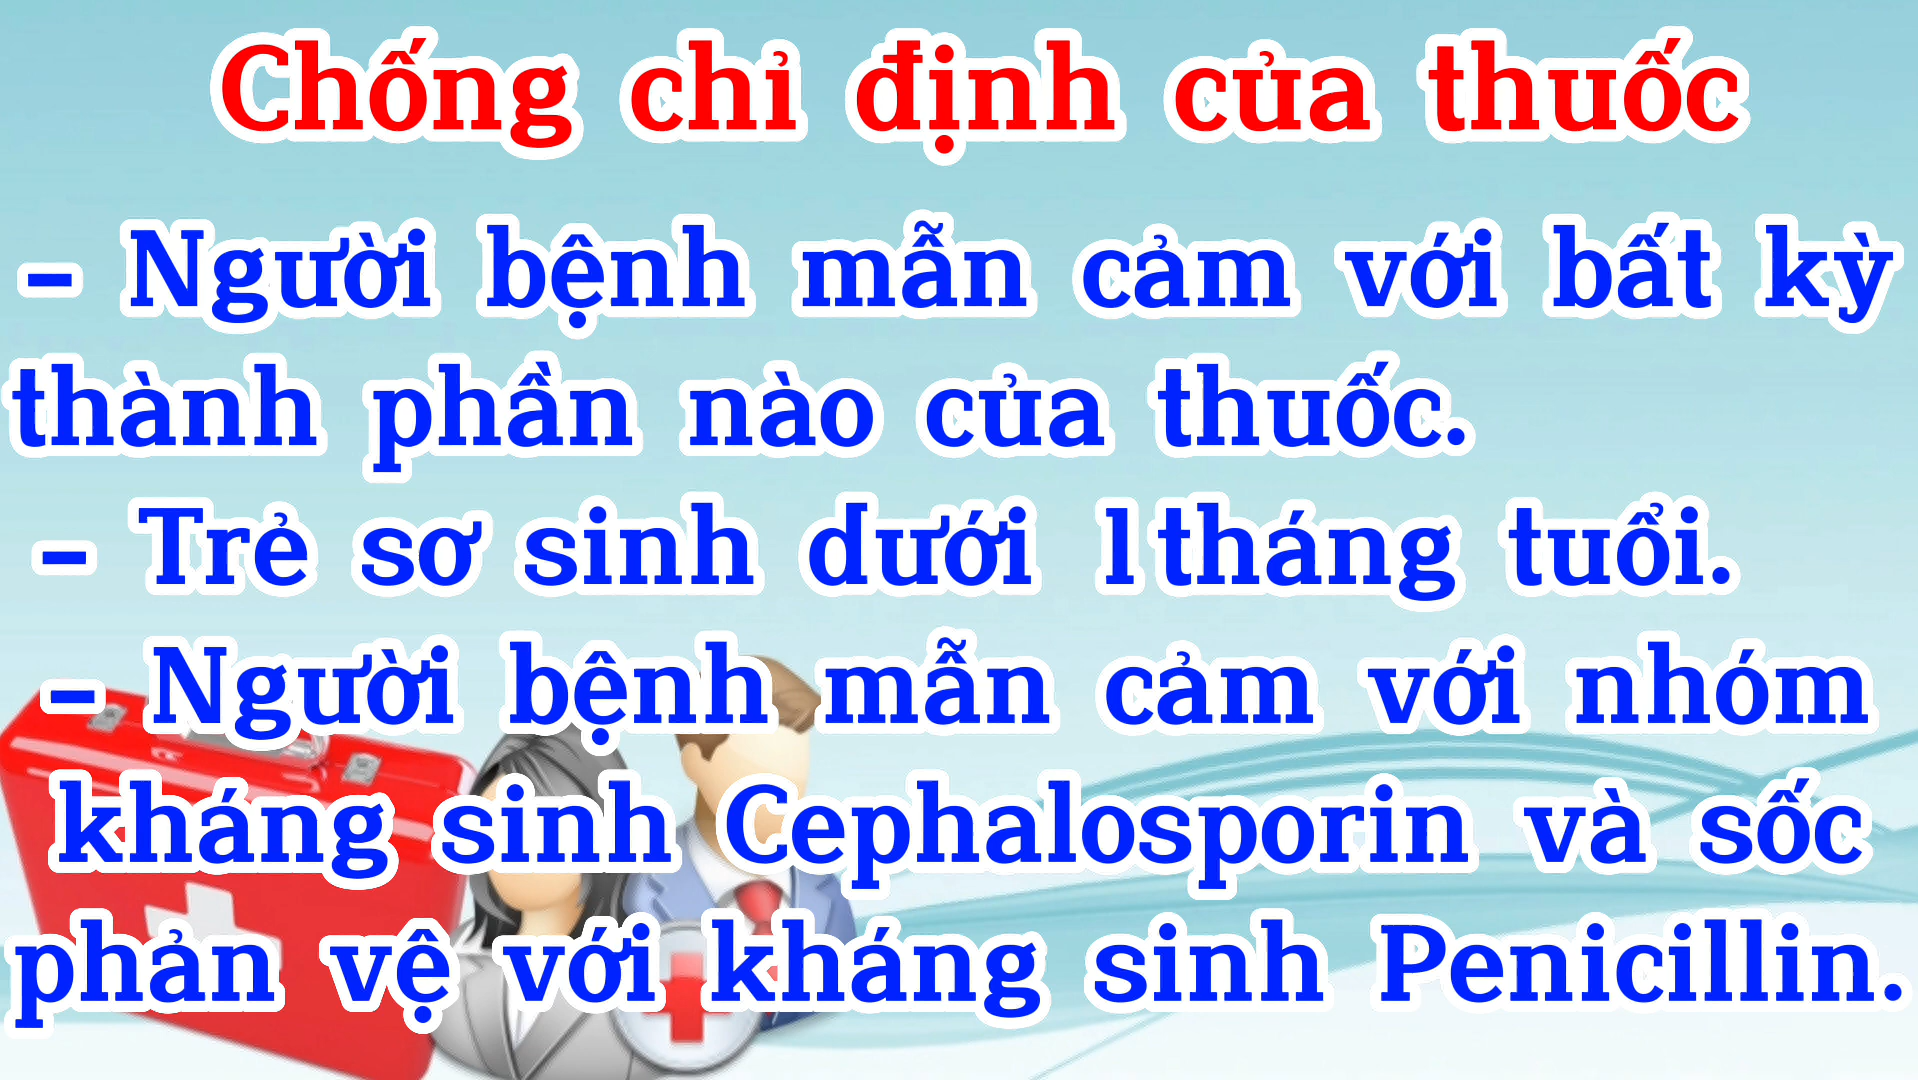 Chống chỉ định của thuốc
– Người bệnh mẫn cảm với bất kỳ
thành phần nào của thuốc.
– Trẻ sơ sinh dưới 1 tháng tuổi.
– Người bệnh mẫn cảm với nhóm
kháng sinh Cephalosporin và sốc
phản vệ với kháng sinh Penicillin.